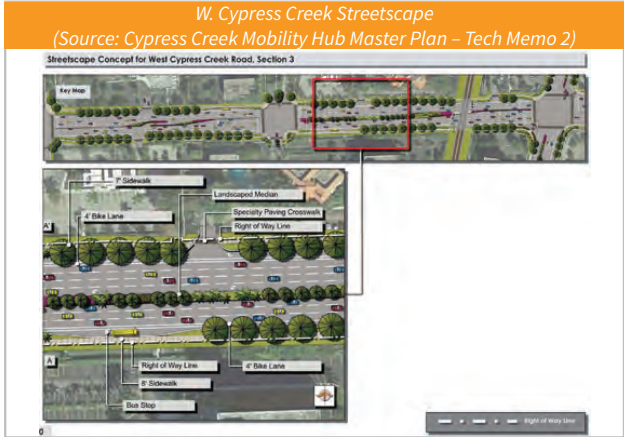 W. Cypress Creek Streetscape
(Source: Cypress Creek Mobility Hub Master Plan – Tech Memo 2)
Streetscape Concept for West Cypress Creek Road, Section 3
Key Map
7' Sidewalk
Landscaped Median
4' Bike Lane
Specialty Paving Crosswalk
A'
Right of Way Line
A
Right of Way Line
4' Bike Lane
8' Sidewalk
Bus Stop
Right of Way Line
0